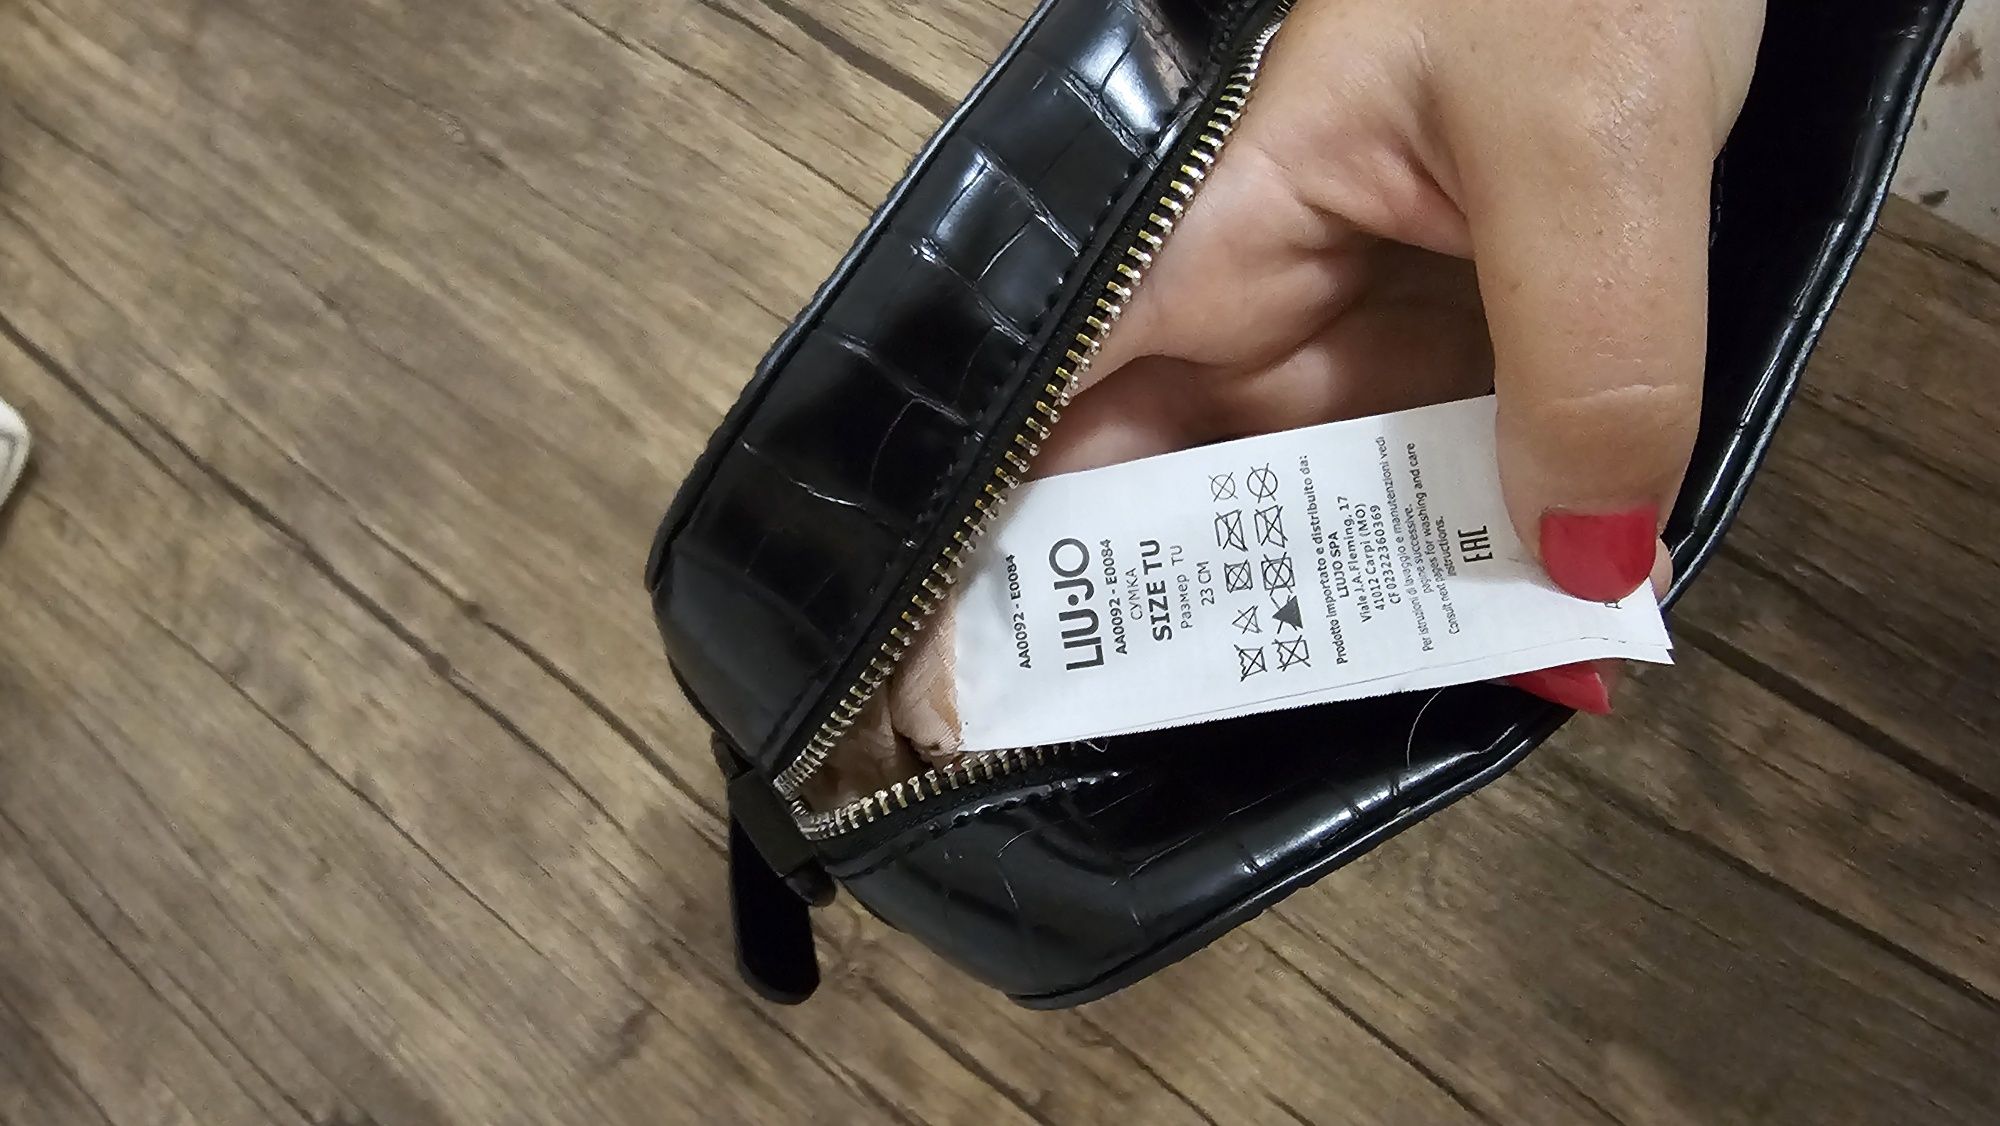 AA0092 - E0084
LIU·JO
AA0092 - E0084
СУМКА
SIZE TU
Размер TU
23 CM
Prodotto importato e distribuito da:
LIUJO SPA
Viale J.A.Fleming, 17
41012 Carpi (MO)
CF 02322360369
Per istruzioni di lavaggio e manutenzioni vedi
pagine successive.
Consult next pages for washing and care
instructions.
EAC